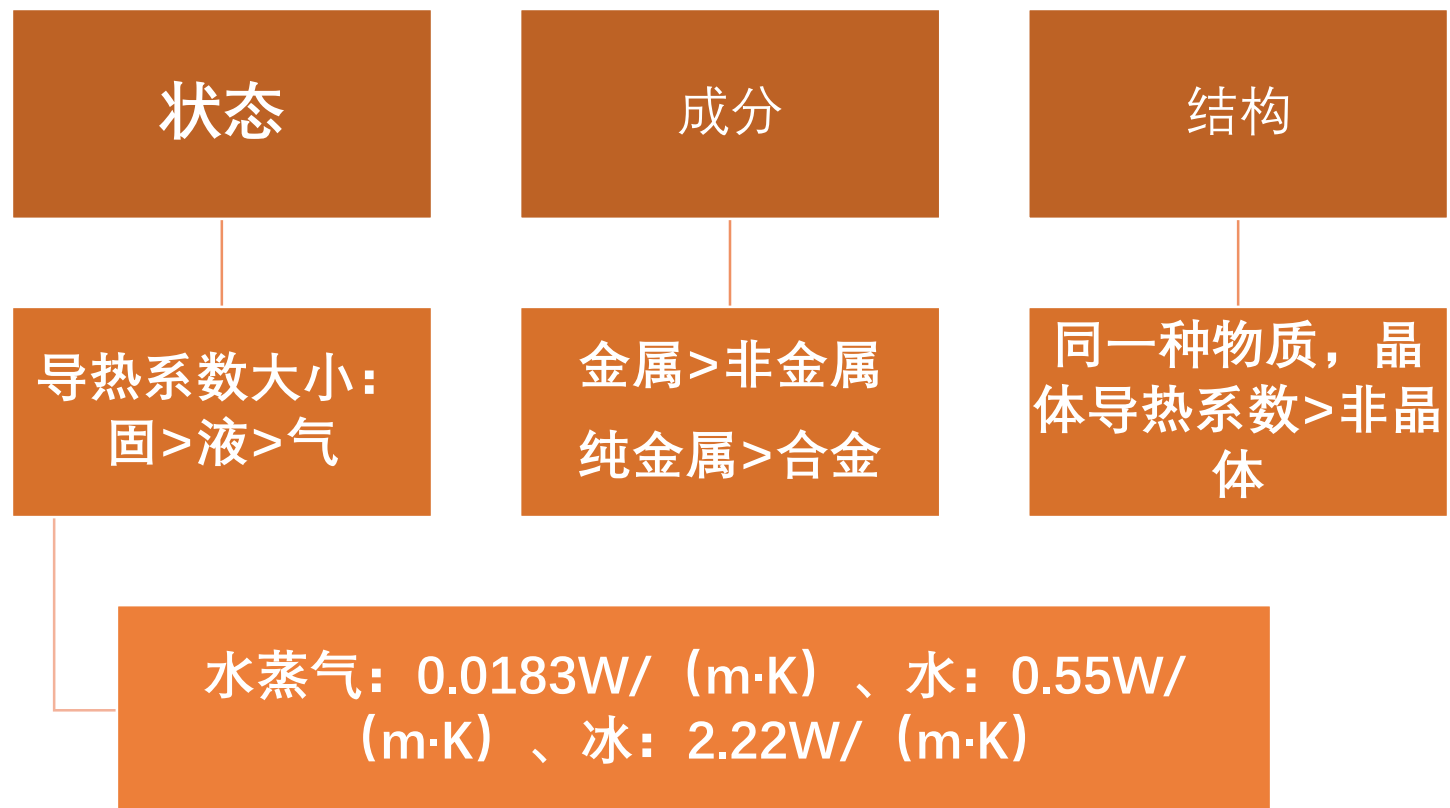 状态
成分
结构
导热系数大小：
固>液>气
金属>非金属
纯金属>合金
同一种物质，晶
体导热系数>非晶
体
水蒸气：0.0183W/（m·K）、水：0.55W/
（m·K）、冰：2.22W/（m·K）